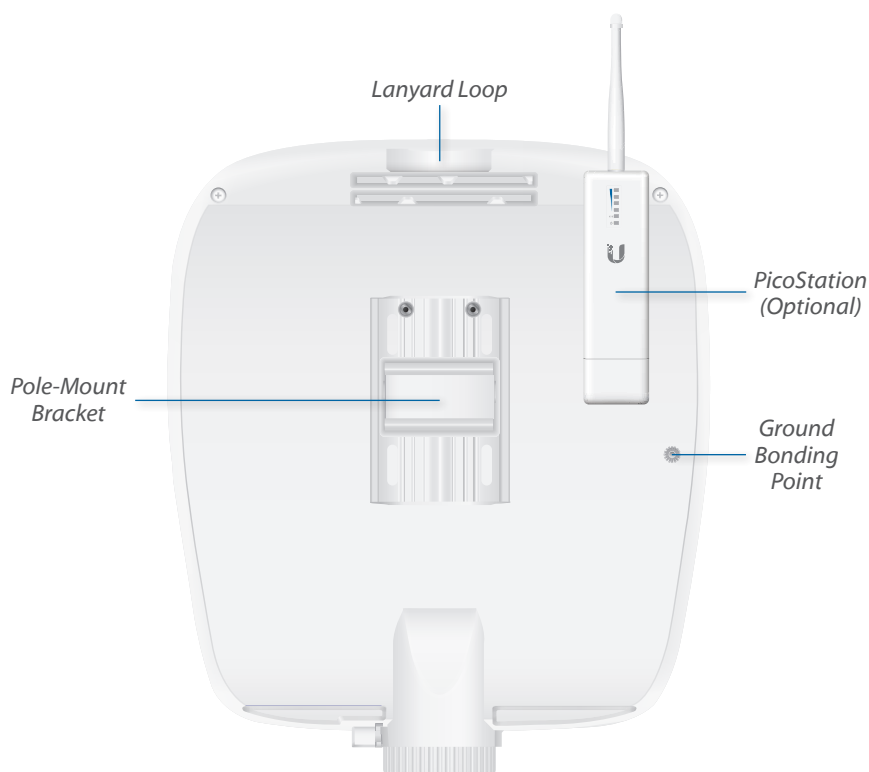 Lanyard Loop
PicoStation
(Optional)
Pole-Mount
Bracket
Ground
Bonding
Point